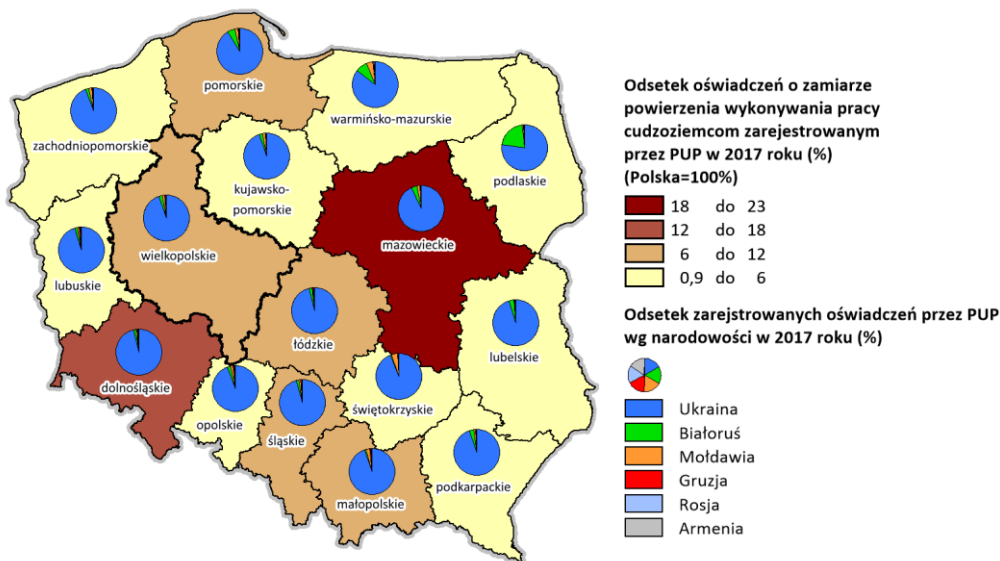 pomorskie
warmińsko-mazurskie
zachodniopomorskie
podlaskie
kujawsko-
pomorskie
mazowieckie
wielkopolskie
lubuskie
łódzkie
lubelskie
dolnośląskie
opolskie
śląskie
świętokrzyskie
małopolskie
podkarpackie
Odsetek oświadczeń o zamiarze
powierzenia wykonywania pracy
cudzoziemcom zarejestrowanym
przez PUP w 2017 roku (%)
(Polska=100%)
18 do 23
12 do 18
6 do 12
0,9 do 6
Odsetek zarejstrowanych oświadczeń przez PUP
wg narodowości w 2017 roku (%)
Ukraina
Białoruś
Mołdawia
Gruzja
Rosja
Armenia